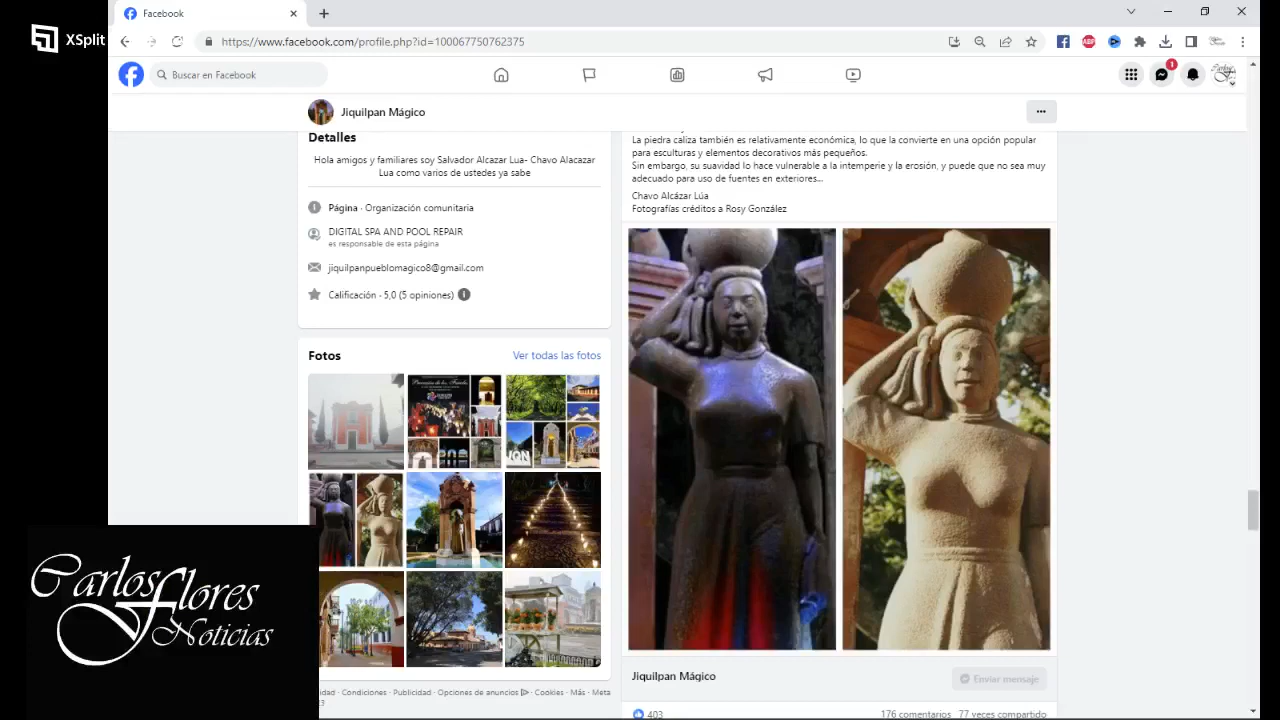 XSplit
Facebook
https://www.facebook.com/profile.php?id=100067750762375
Buscar en Facebook
1
Jiquilpan Mágico
Detalles
Hola amigos y familiares soy Salvador Alcazar Lua- Chavo Alacazar
Lua como varios de ustedes ya sabe
Página · Organización comunitaria
DIGITAL SPA AND POOL REPAIR
es responsable de esta página
jiquilpanpueblomagico8@gmail.com
Calificación - 5,0 (5 opiniones)
Fotos
Ver todas las fotos
idad · Condiciones · Publicidad · Opciones de anuncios · Cookies · Más · Meta
La piedra caliza también es relativamente económica, lo que la convierte en una opción popular
para esculturas y elementos decorativos más pequeños.
Sin embargo, su suavidad lo hace vulnerable a la intemperie y la erosión, y puede que no sea muy
adecuado para uso de fuentes en exteriores...
Chavo Alcázar Lúa
Fotografías créditos a Rosy González
Jiquilpan Mágico
Enviar mensaje
403
176 comentarios 77 veces compartido
Carlos Flores
Noticias